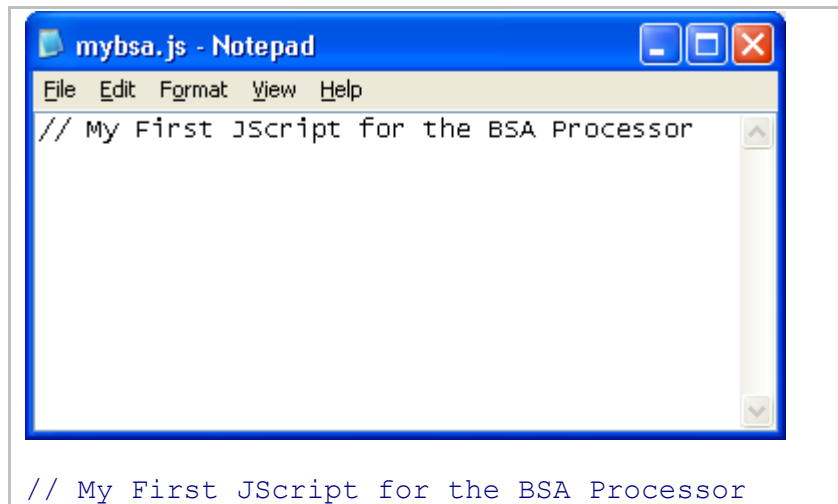 mybsa.js - Notepad
File Edit Format View Help
// My First JScript for the BSA Processor
// My First JScript for the BSA Processor